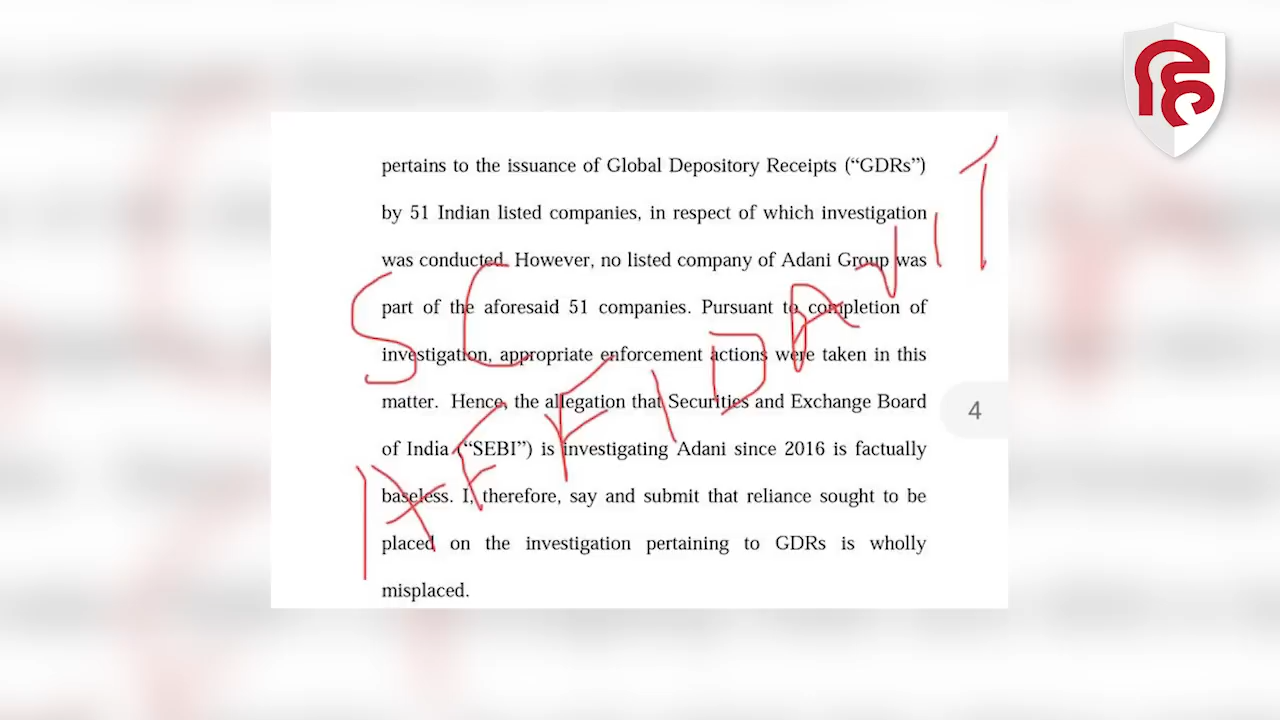 pertains to the issuance of Global Depository Receipts (“GDRs”)
by 51 Indian listed companies, in respect of which investigation
was conducted. However, no listed company of Adani Group was
part of the aforesaid 51 companies. Pursuant to completion of
investigation, appropriate enforcement actions were taken in this
matter. Hence, the allegation that Securities and Exchange Board
of India (“SEBI”) is investigating Adani since 2016 is factually
baseless. I, therefore, say and submit that reliance sought to be
placed on the investigation pertaining to GDRs is wholly
misplaced.
4
SC
AFFIDAVIT